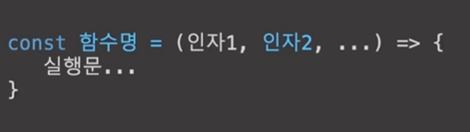 const 함수명 = (인자1, 인자2, ...) => {
실행문...
}